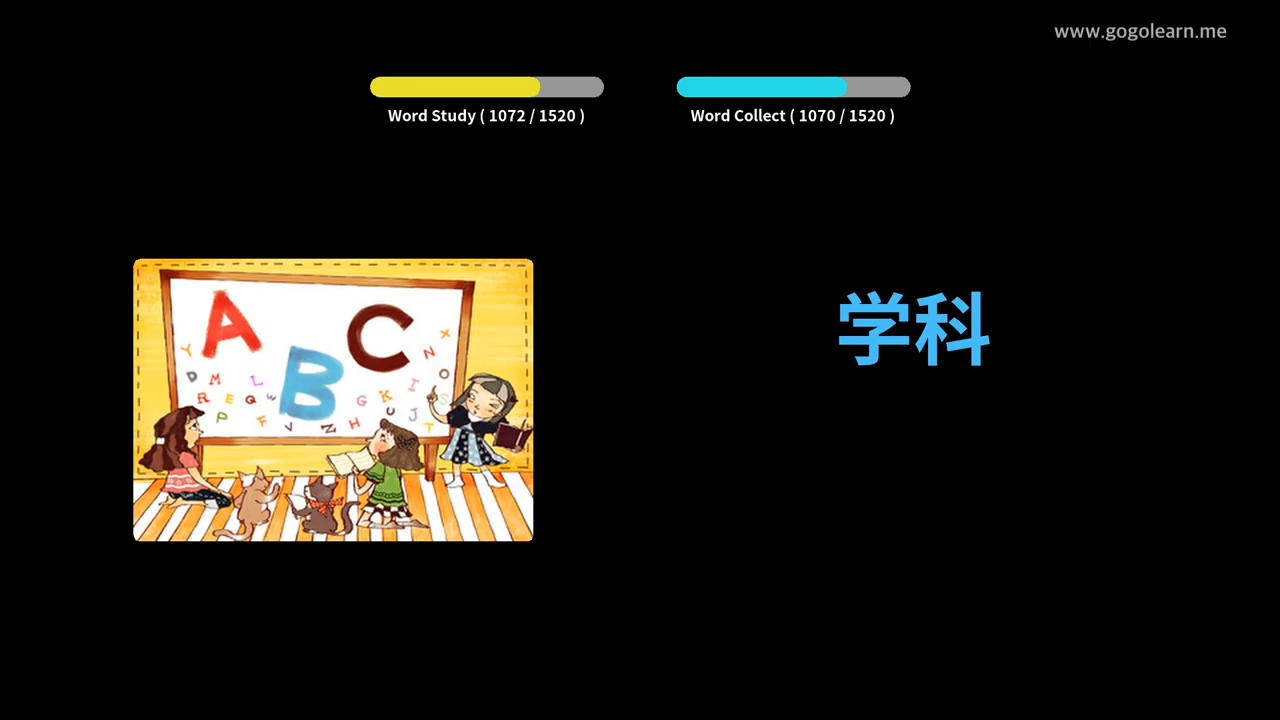 www.gogolearn.me
Word Study ( 1072 / 1520 )
Word Collect ( 1070 / 1520 )
学科
A B C
X
Y N
D M L I O
R E Q W G K S
P F V Z H U J T